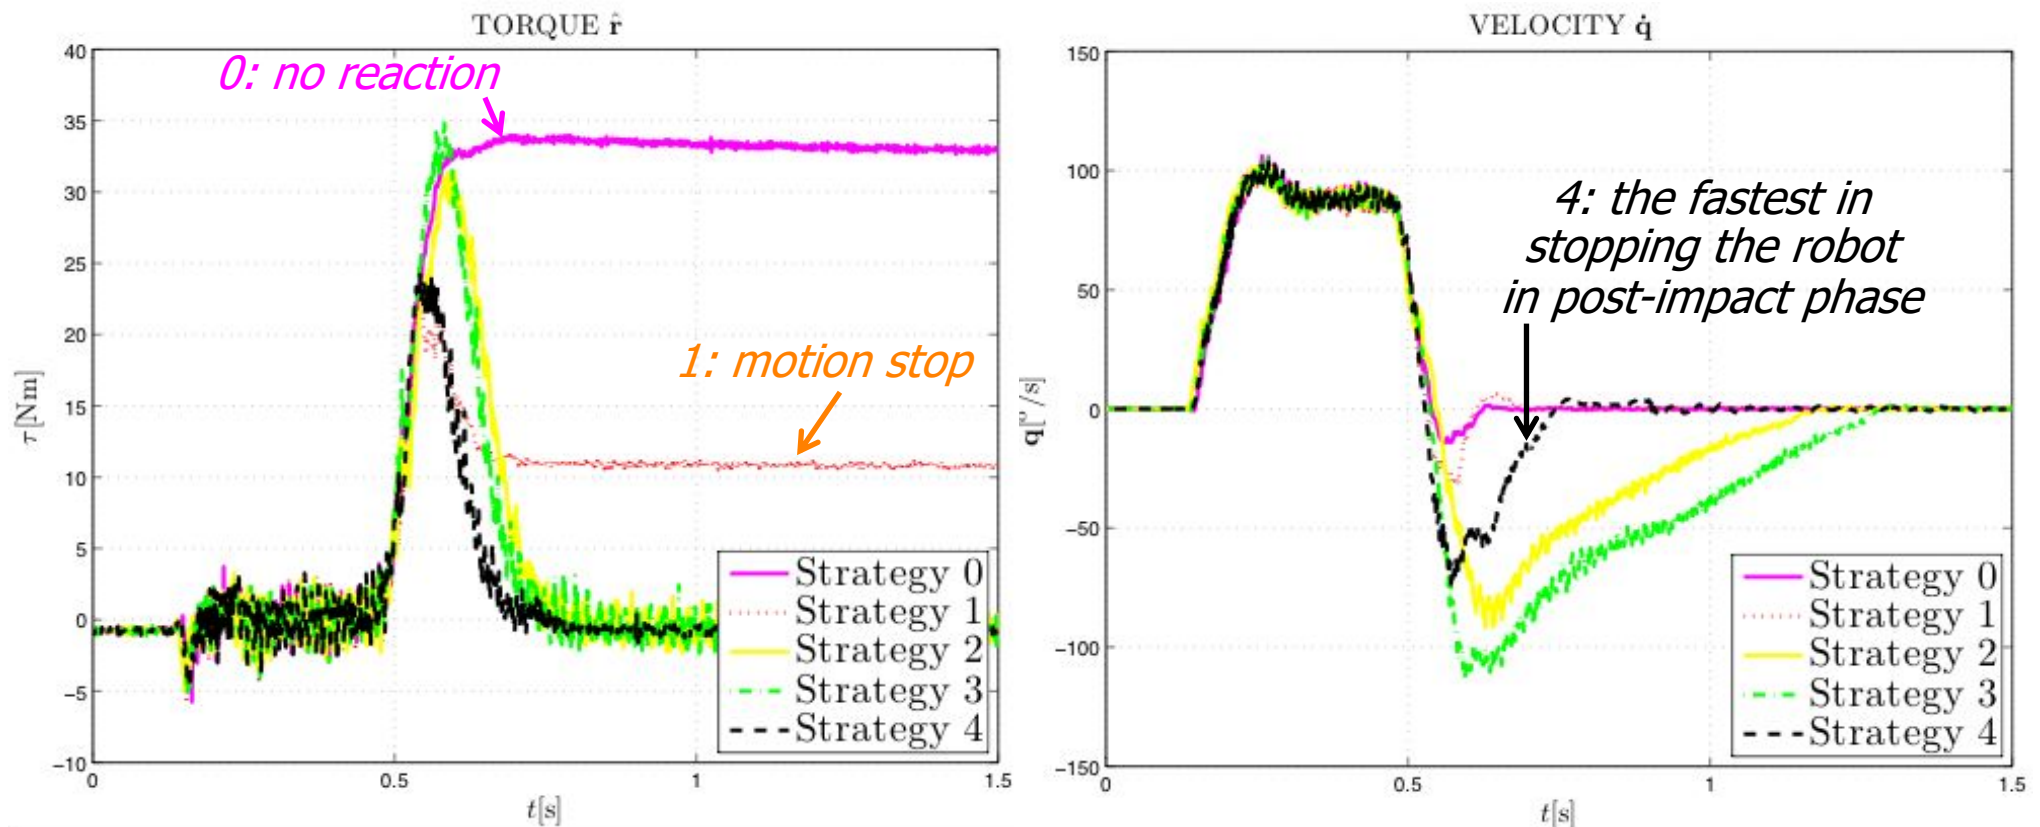 TORQUE r̂
40
35
30
25
20
15
10
5
0
−5
−10
τ[Nm]
0
0.5
1
1.5
t[s]
0: no reaction
1: motion stop
Strategy 0
Strategy 1
Strategy 2
Strategy 3
Strategy 4
VELOCITY q̇
150
100
50
0
−50
−100
−150
q[°/s]
0
0.5
1
1.5
t[s]
4: the fastest in
stopping the robot
in post-impact phase
Strategy 0
Strategy 1
Strategy 2
Strategy 3
Strategy 4